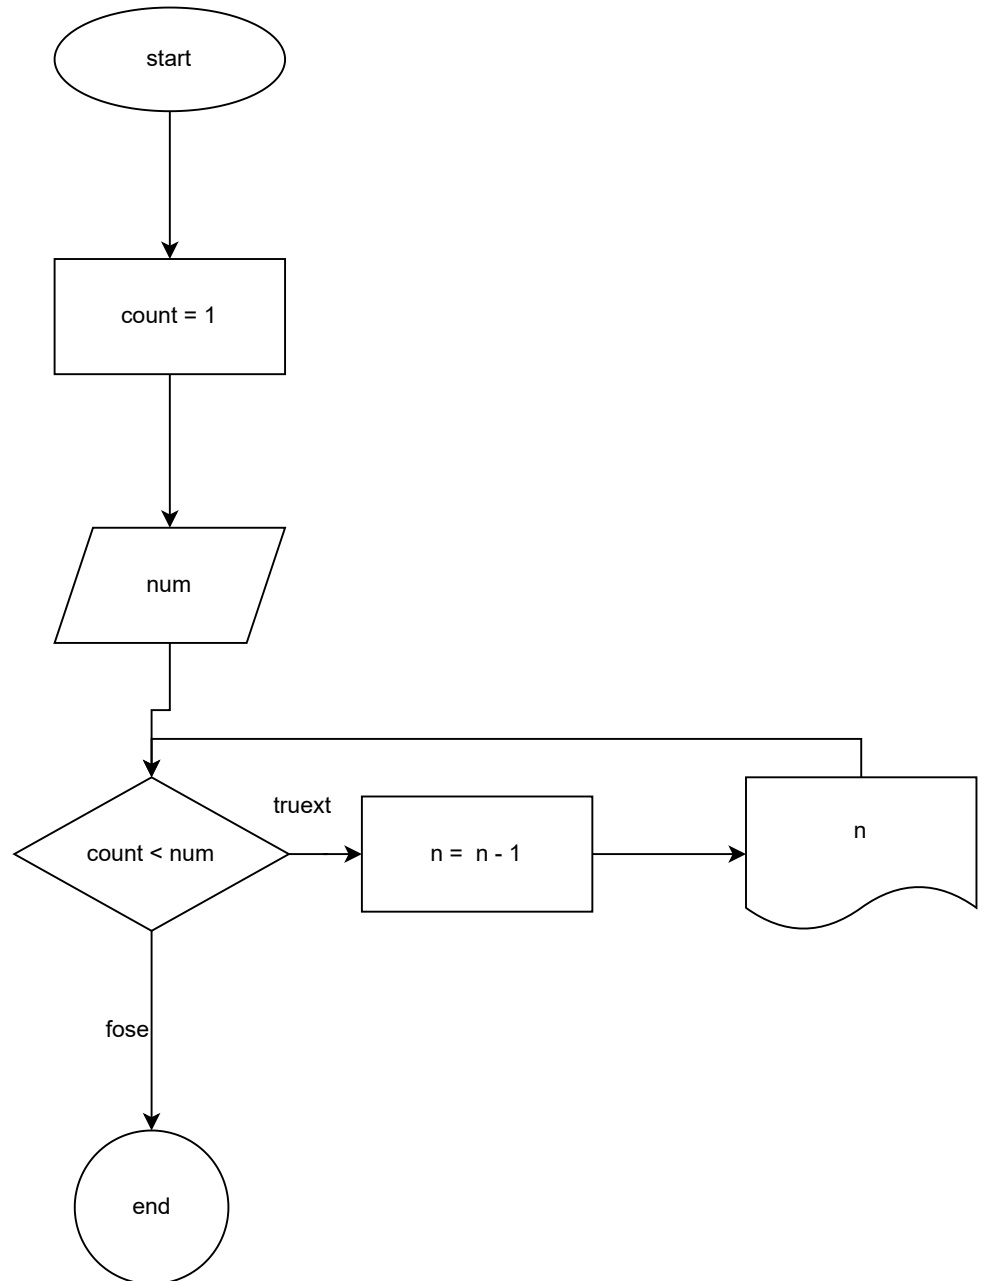 start
count = 1
num
truext
count < num
n =  n - 1
n
fose
end